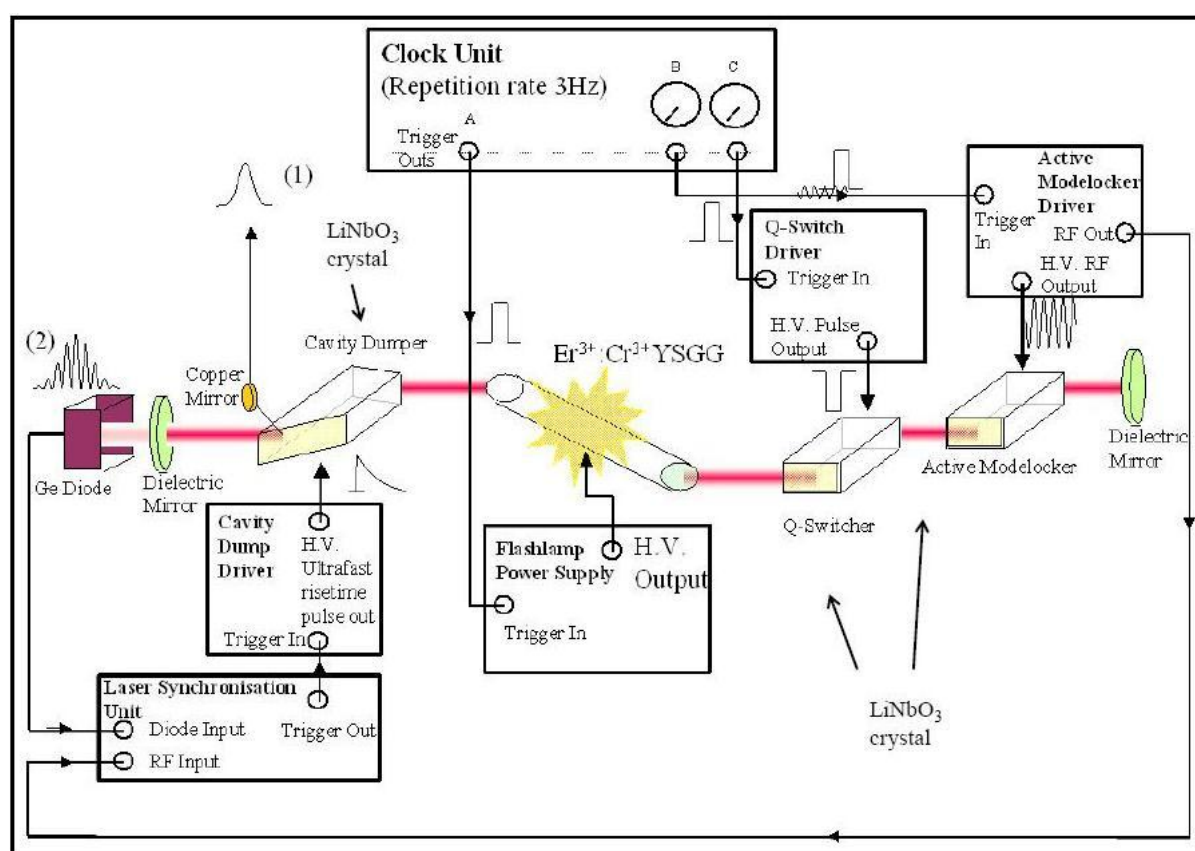 Clock Unit
(Repetition rate 3Hz)
A
B
C
Trigger
Outs
(1)
LiNbO3
crystal
Cavity Dumper
(2)
Copper
Mirror
Ge Diode
Dielectric
Mirror
Er3+:Cr3+YSGG
Q-Switch
Driver
Trigger In
H.V. Pulse
Output
Active
Modelocker
Driver
Trigger
In
RF Out
H.V. RF
Output
Dielectric
Mirror
Active Modelocker
Q-Switcher
Cavity
Dump
Driver
H.V.
Ultrafast
risetime
pulse out
Trigger In
Flashlamp
Power Supply
H.V.
Output
Trigger In
Laser Synchronisation
Unit
Diode Input
RF Input
Trigger Out
LiNbO3
crystal